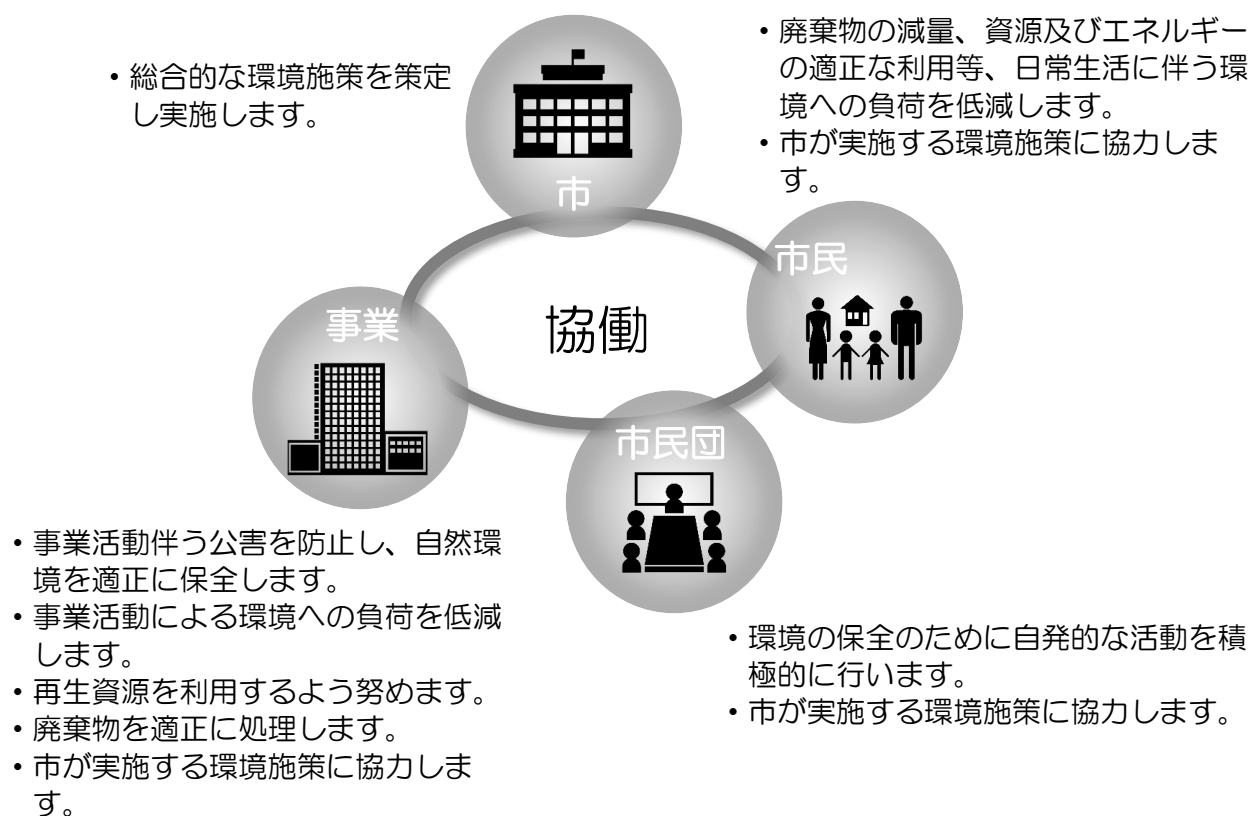 ・総合的な環境施策を策定
し実施します。
・廃棄物の減量、資源及びエネルギー
の適正な利用等、日常生活に伴う環
境への負荷を低減します。
・市が実施する環境施策に協力しま
す。
市
市民
事業
協働
市民団
・事業活動伴う公害を防止し、自然環
境を適正に保全します。
・事業活動による環境への負荷を低減
します。
・再生資源を利用するよう努めます。
・廃棄物を適正に処理します。
・市が実施する環境施策に協力しま
す。
・環境の保全のために自発的な活動を積
極的に行います。
・市が実施する環境施策に協力します。